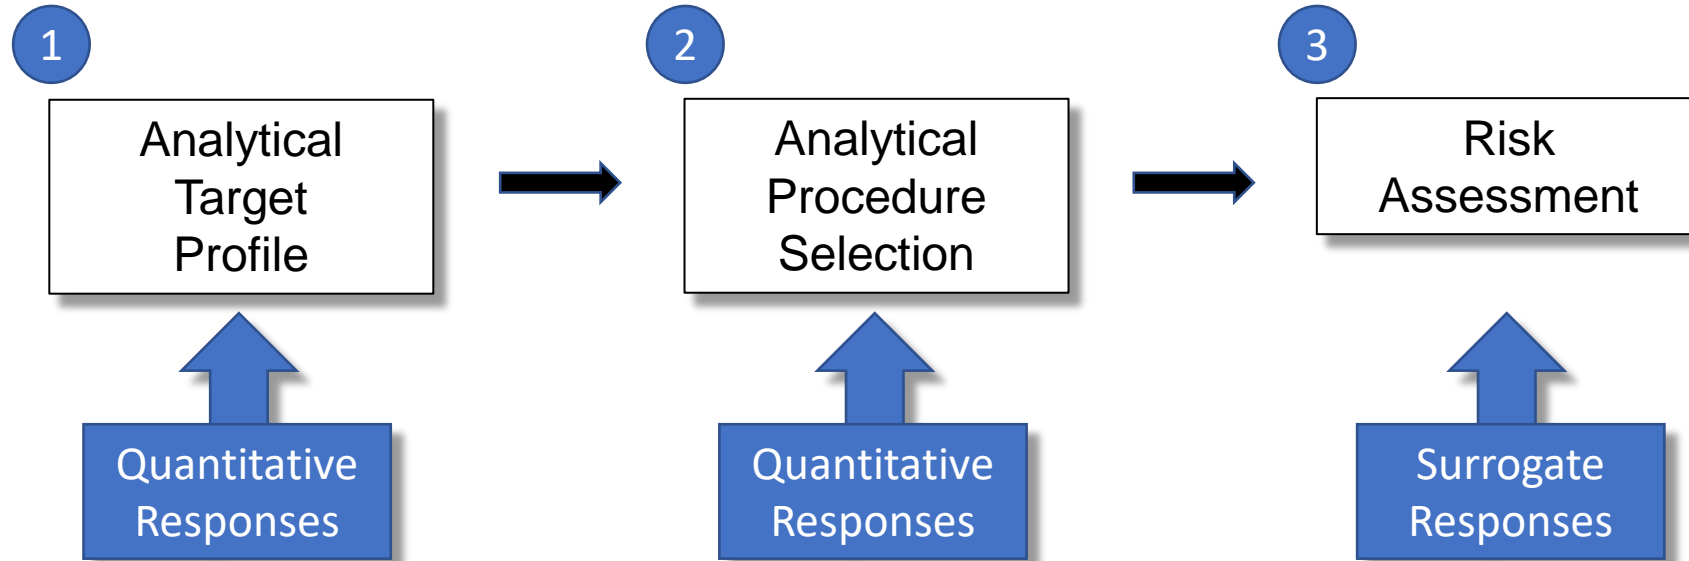 1
Analytical
Target
Profile
Quantitative
Responses
2
Analytical
Procedure
Selection
Quantitative
Responses
3
Risk
Assessment
Surrogate
Responses